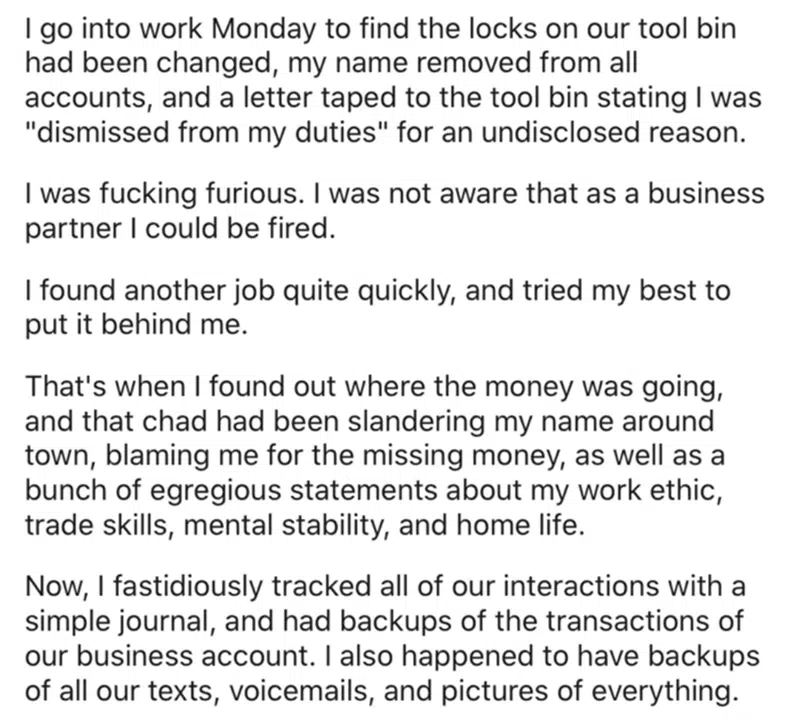 I go into work Monday to find the locks on our tool bin
had been changed, my name removed from all
accounts, and a letter taped to the tool bin stating I was
"dismissed from my duties" for an undisclosed reason.
I was fucking furious. I was not aware that as a business
partner I could be fired.
I found another job quite quickly, and tried my best to
put it behind me.
That's when I found out where the money was going,
and that chad had been slandering my name around
town, blaming me for the missing money, as well as a
bunch of egregious statements about my work ethic,
trade skills, mental stability, and home life.
Now, I fastidiously tracked all of our interactions with a
simple journal, and had backups of the transactions of
our business account. I also happened to have backups
of all our texts, voicemails, and pictures of everything.